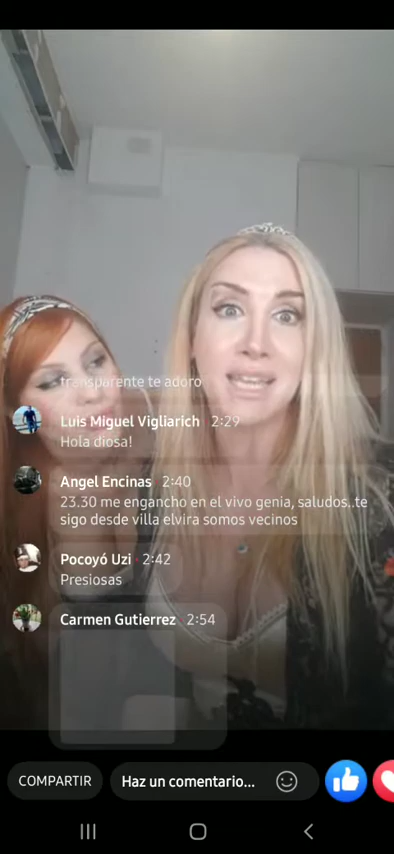 transparente te adoro
Luis Miguel Vigliarich 2:29
Hola diosa!
Angel Encinas 2:40
23.30 me engancho en el vivo genia, saludos..te
sigo desde villa elvira somos vecinos
Pocoyó Uzi 2:42
Presiosas
Carmen Gutierrez 2:54
COMPARTIR Haz un comentario...